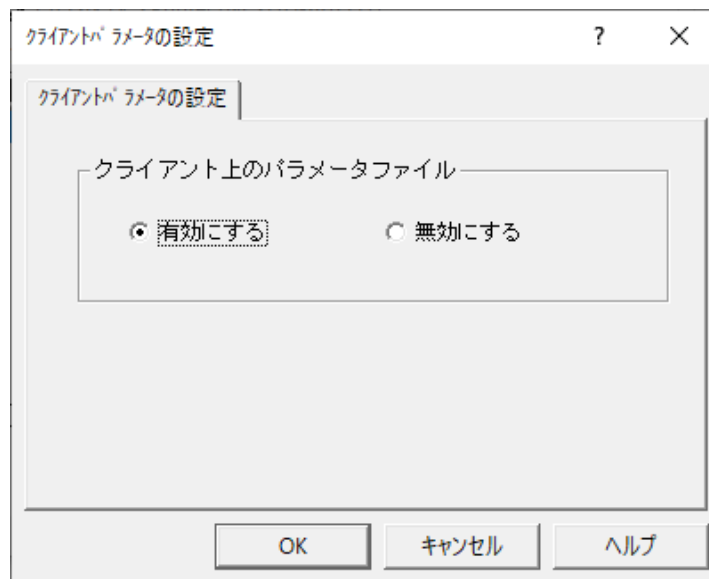 ｸﾗｲｱﾝﾄﾊﾟﾗﾒｰﾀの設定 ?
ｸﾗｲｱﾝﾄﾊﾟﾗﾒｰﾀの設定
クライアント上のパラメータファイル
有効にする 無効にする
OK キャンセル ヘルプ